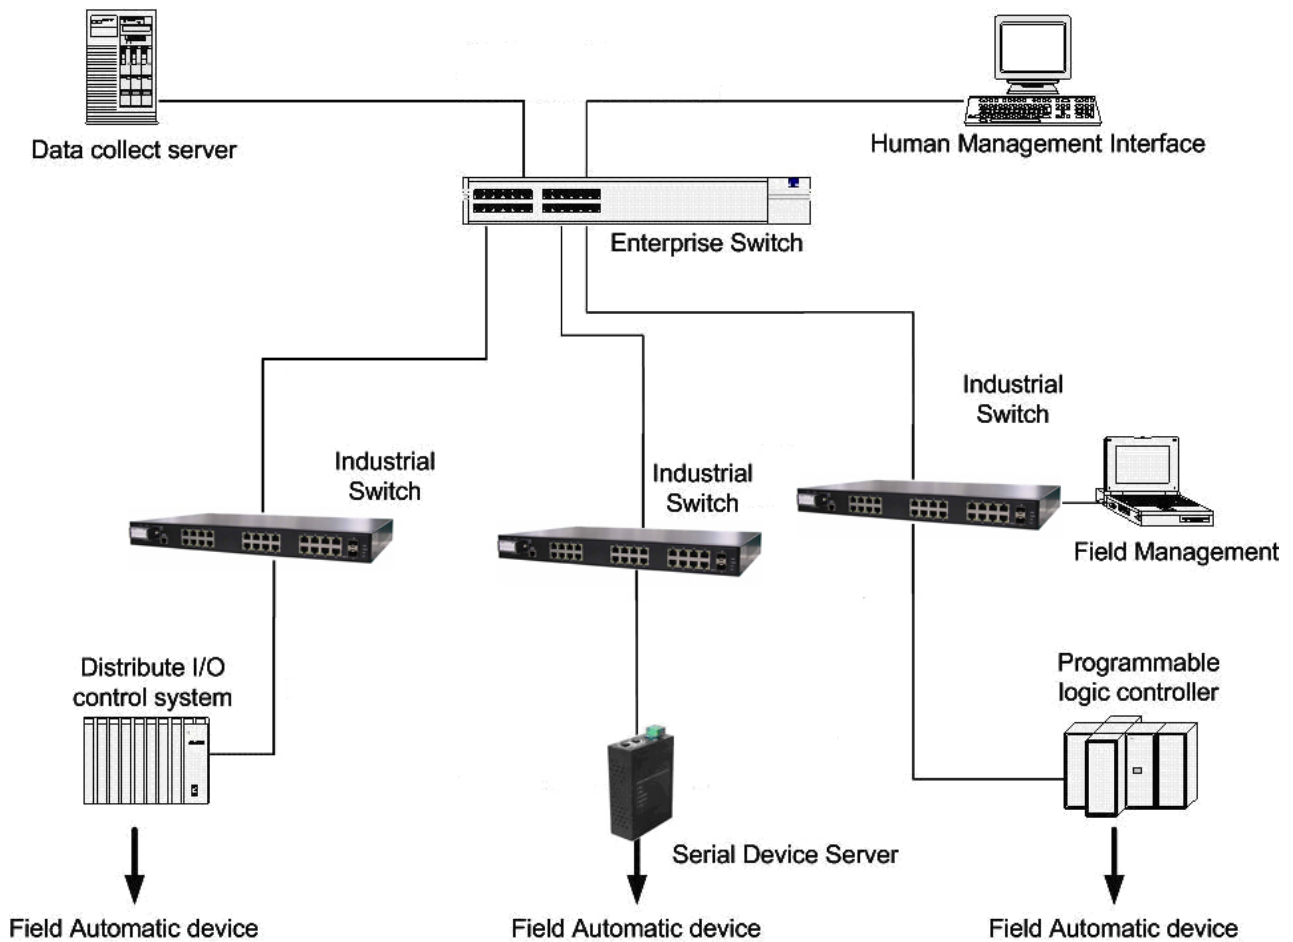 Data collect server
Human Management Interface
Enterprise Switch
Industrial
Switch
Industrial
Switch
Industrial
Switch
Field Management
Distribute I/O
control system
Programmable
logic controller
Serial Device Server
Field Automatic device
Field Automatic device
Field Automatic device